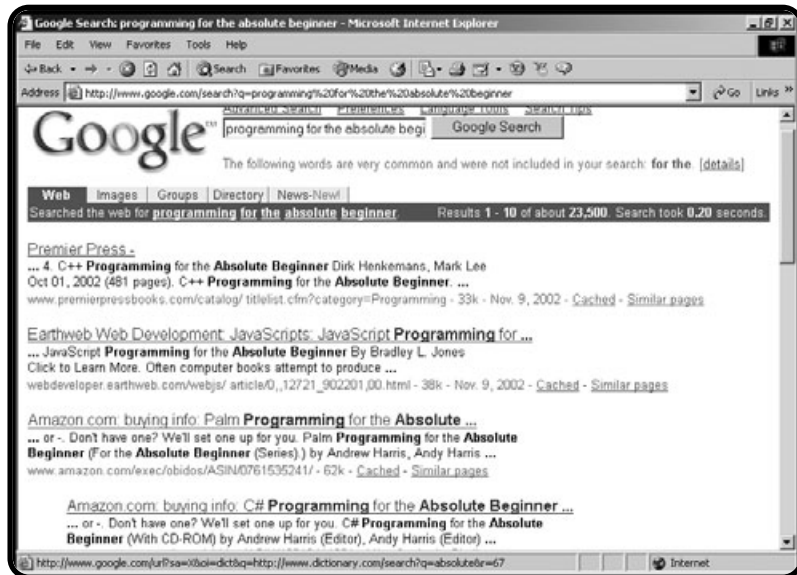 Google Search: programming for the absolute beginner - Microsoft Internet Explorer
File Edit View Favorites Tools Help
Back Search Favorites Media
Address http://www.google.com/search?q=programming%20for%20the%20absolute%20beginner Go Links »
Advanced Search Preferences Language Tools Search Tips
Google™ programming for the absolute begi Google Search
The following words are very common and were not included in your search: for the. [details]
Web Images Groups Directory News-New!
Searched the web for programming for the absolute beginner. Results 1 - 10 of about 23,500. Search took 0.20 seconds.
Premier Press -
... 4. C++ Programming for the Absolute Beginner Dirk Henkemans, Mark Lee
Oct 01, 2002 (481 pages). C++ Programming for the Absolute Beginner. ...
www.premierpressbooks.com/catalog/ titlelist.cfm?category=Programming - 33k - Nov. 9, 2002 - Cached - Similar pages
Earthweb Web Development: JavaScripts: JavaScript Programming for ...
... JavaScript Programming for the Absolute Beginner By Bradley L. Jones
Click to Learn More. Often computer books attempt to produce ...
webdeveloper.earthweb.com/webjs/ article/0,,12721_902201,00.html - 38k - Nov. 9, 2002 - Cached - Similar pages
Amazon.com: buying info: Palm Programming for the Absolute ...
... or -. Don't have one? We'll set one up for you. Palm Programming for the Absolute
Beginner (For the Absolute Beginner (Series).) by Andrew Harris, Andy Harris ...
www.amazon.com/exec/obidos/ASIN/0761535241/ - 62k - Cached - Similar pages
Amazon.com: buying info: C# Programming for the Absolute Beginner ...
... or -. Don't have one? We'll set one up for you. C# Programming for the Absolute
Beginner (With CD-ROM) by Andrew Harris (Editor), Andy Harris (Editor) ...
http://www.google.com/url?sa=X&oi=dict&q=http://www.dictionary.com/search?q=absolute&r=67 Internet